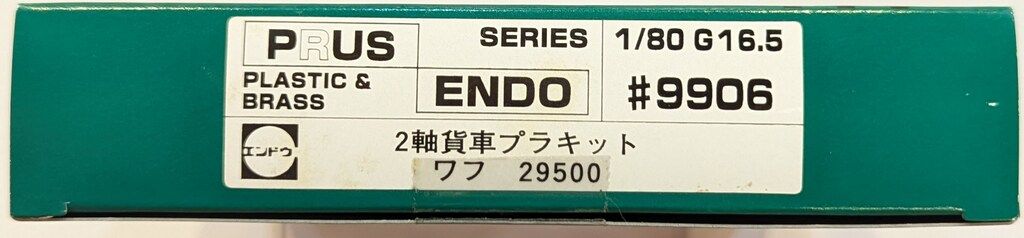 PRUS SERIES 1/80 G16.5
PLASTIC &
BRASS
ENDO #9906
エンドウ
2軸貨車プラキット
ワフ 29500